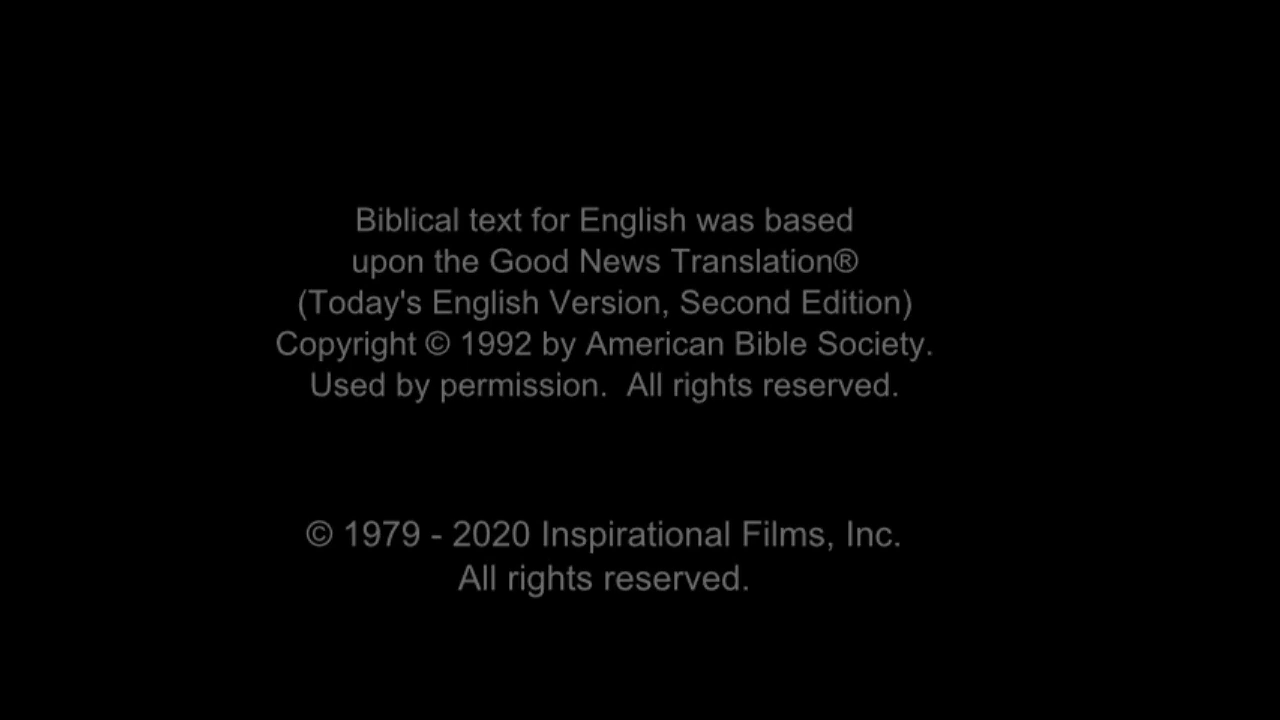 Biblical text for English was based
upon the Good News Translation®
(Today's English Version, Second Edition)
Copyright © 1992 by American Bible Society.
Used by permission.  All rights reserved.
© 1979 - 2020 Inspirational Films, Inc.
All rights reserved.